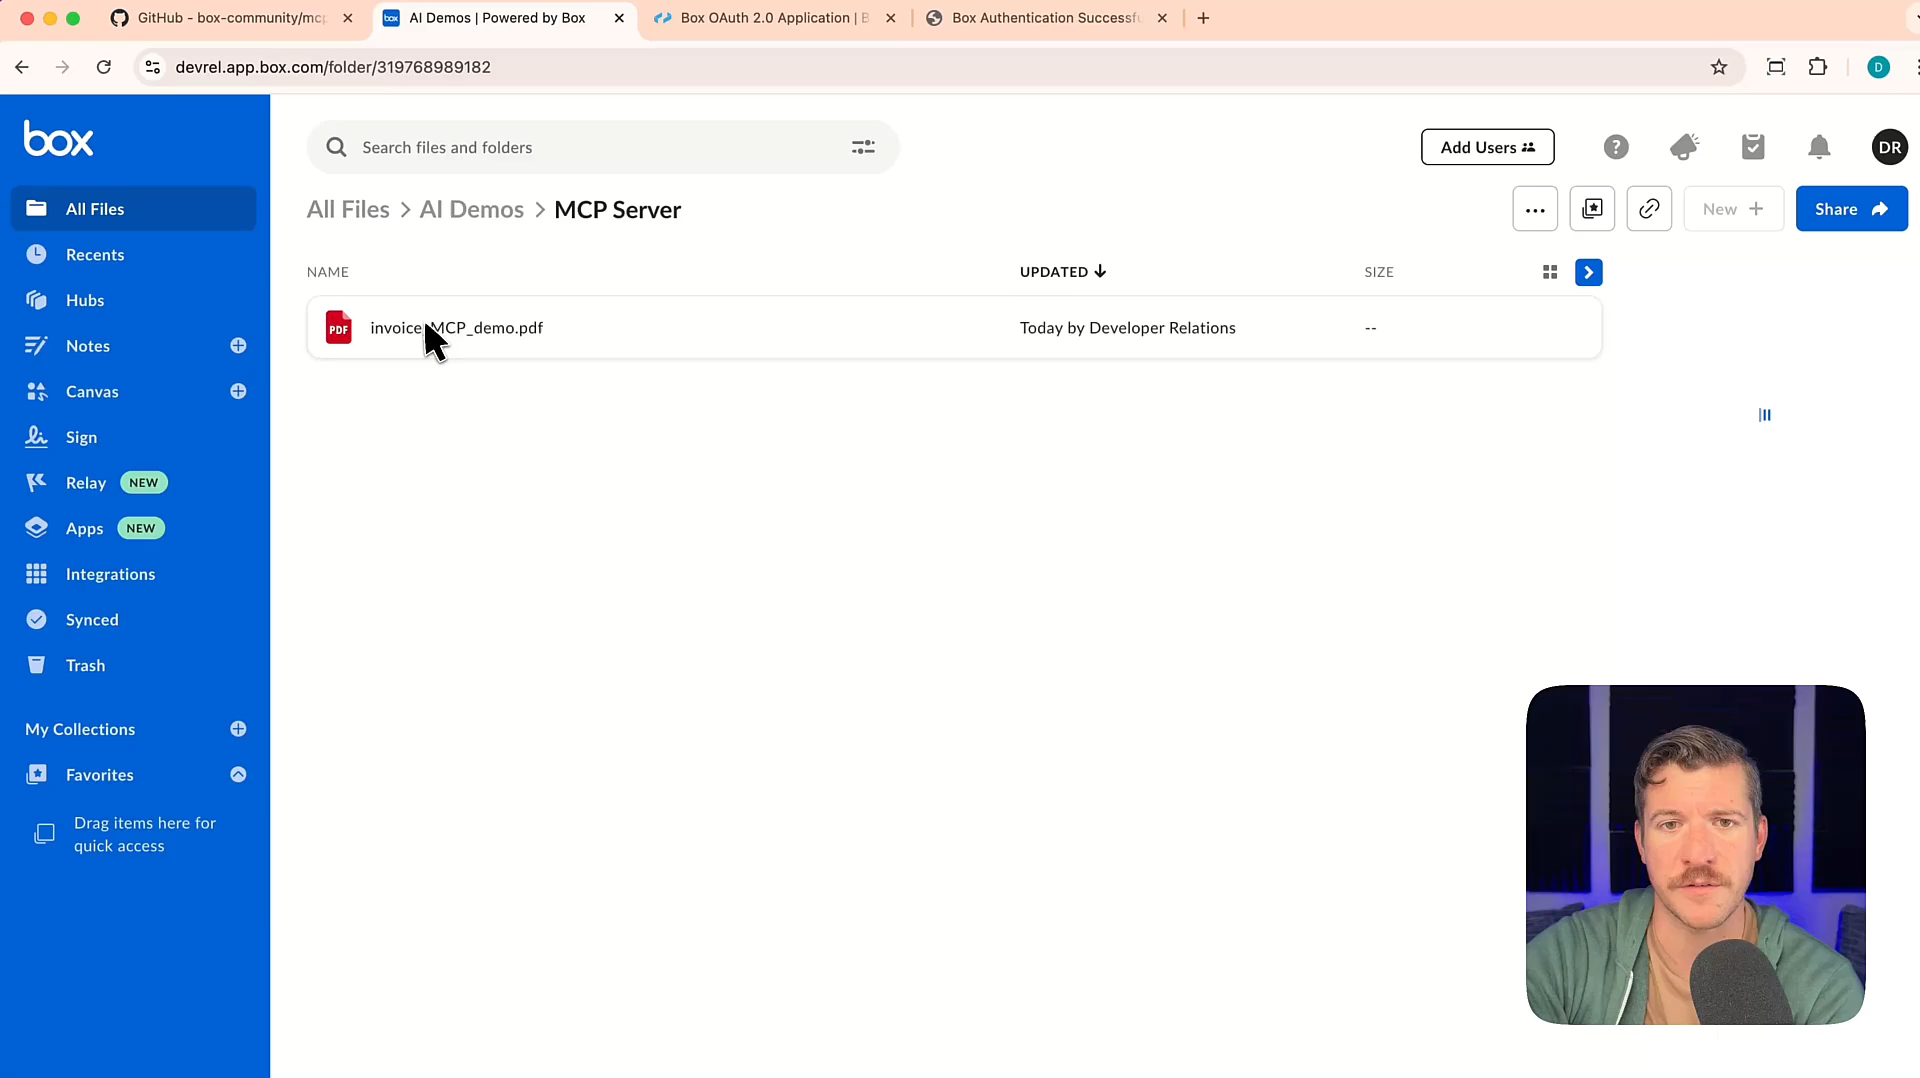 GitHub - box-community/mcp
AI Demos | Powered by Box
Box OAuth 2.0 Application | B
Box Authentication Successfu
devrel.app.box.com/folder/319768989182
D
box
Search files and folders
Add Users
DR
All Files
Recents
Hubs
Notes
Canvas
Sign
Relay NEW
Apps NEW
Integrations
Synced
Trash
My Collections
Favorites
Drag items here for
quick access
All Files > AI Demos > MCP Server
New +
Share
NAME
UPDATED
SIZE
PDF
invoice_MCP_demo.pdf
Today by Developer Relations
--